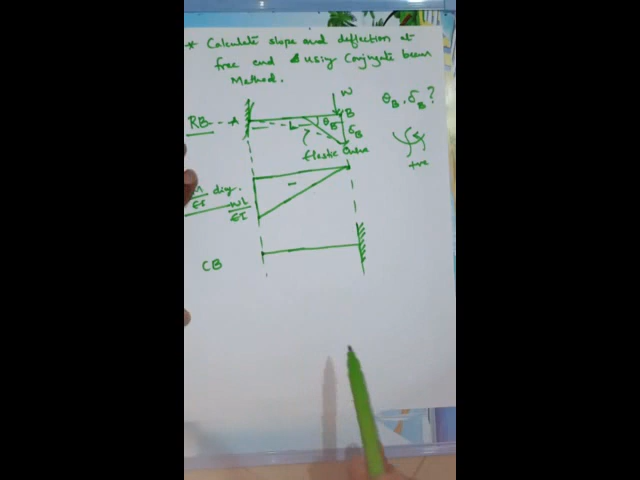 * Calculate slope and deflection at
free end using Conjugate beam
Method.
W
θB, δB?
RB -- A
L
θB
B
δB
Elastic Curve
+ve
M/EI diag.
-
WL/EI
CB